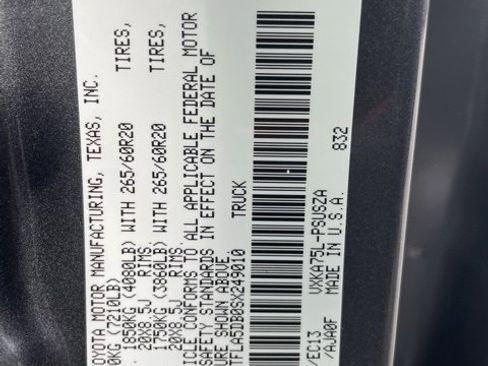 OYOTA MOTOR MANUFACTURING, TEXAS, INC.
0KG (7210LB)
1850KG (4080LB) WITH 265/60R20 TIRES,
20X8.5J RIMS,
1750KG (3860LB) WITH 265/60R20 TIRES,
20X8.5J RIMS.
ICLE CONFORMS TO ALL APPLICABLE FEDERAL MOTOR
SAFETY STANDARDS IN EFFECT ON THE DATE OF
URE SHOWN ABOVE.
TFLA5DB0SX249010 TRUCK
/EC13 VXKA75L-PSUSZA 832
/AJA0F MADE IN U.S.A.